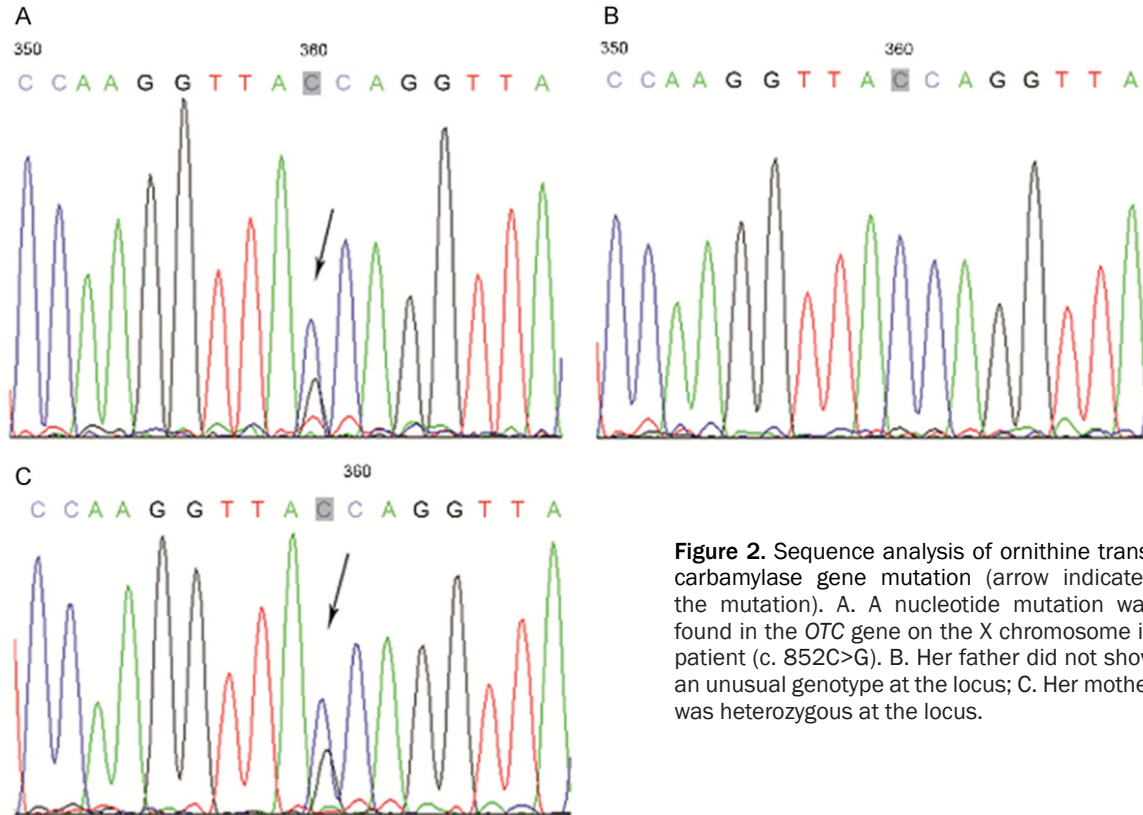 A
350 360
C C A A G G T T A C C A G G T T A
B
350 360
C C A A G G T T A C C A G G T T A
C
360
C C A A G G T T A C C A G G T T A
Figure 2. Sequence analysis of ornithine trans
carbamylase gene mutation (arrow indicate
the mutation). A. A nucleotide mutation wa
found in the OTC gene on the X chromosome i
patient (c. 852C>G). B. Her father did not show
an unusual genotype at the locus; C. Her mothe
was heterozygous at the locus.